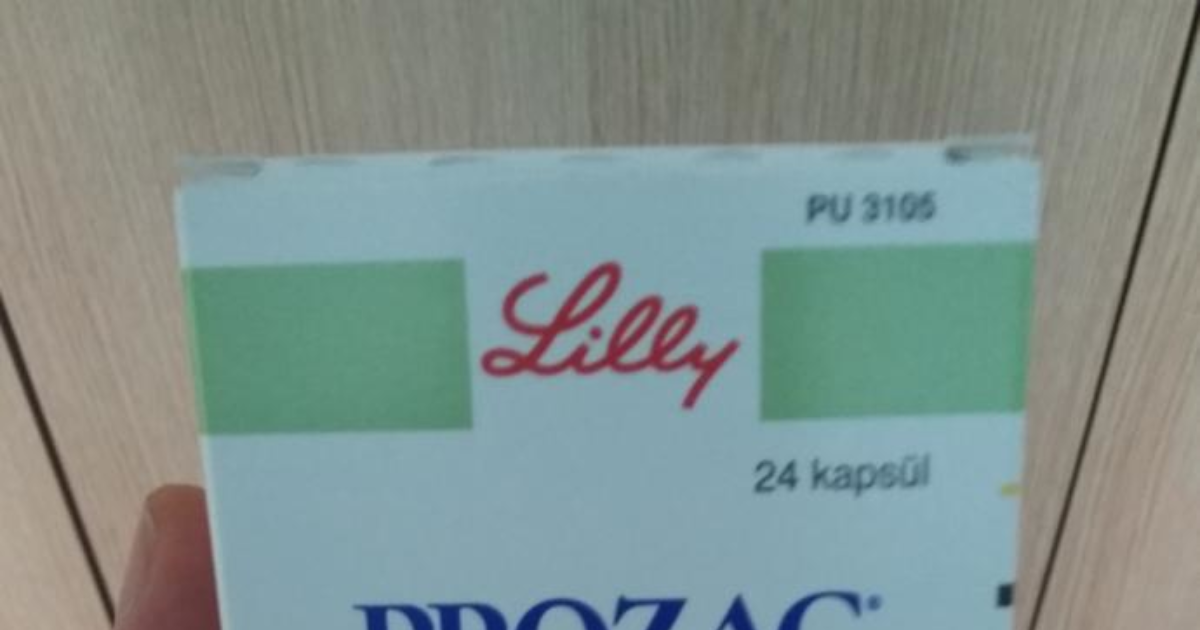 PU 3105
Lilly
24 kapsül
PROZAC®